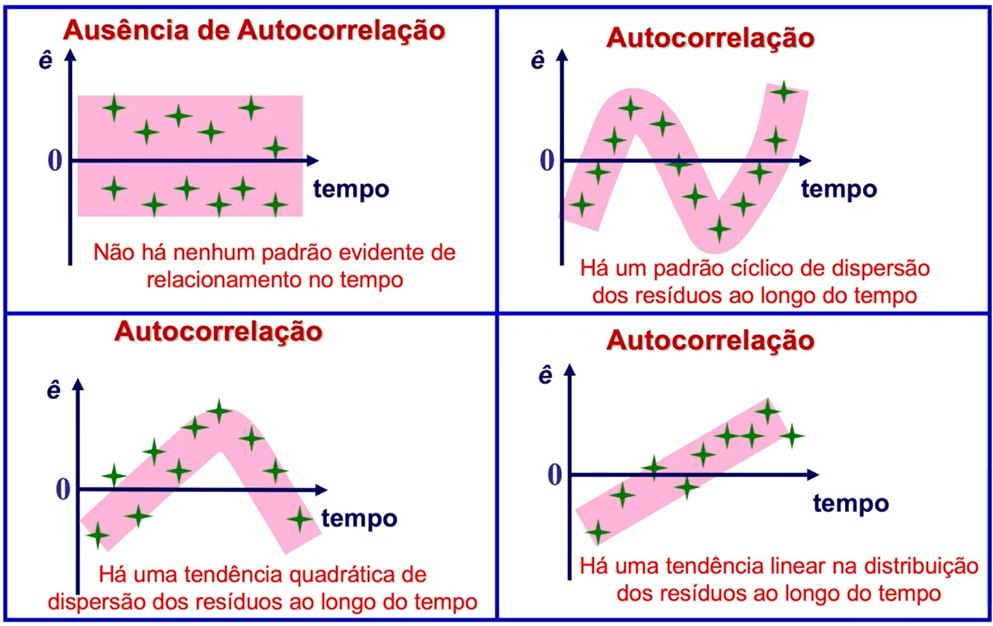 Ausência de Autocorrelação
ê
0
tempo
Não há nenhum padrão evidente de
relacionamento no tempo
Autocorrelação
ê
0
tempo
Há um padrão cíclico de dispersão
dos resíduos ao longo do tempo
Autocorrelação
ê
0
tempo
Há uma tendência quadrática de
dispersão dos resíduos ao longo do tempo
Autocorrelação
ê
0
tempo
Há uma tendência linear na distribuição
dos resíduos ao longo do tempo